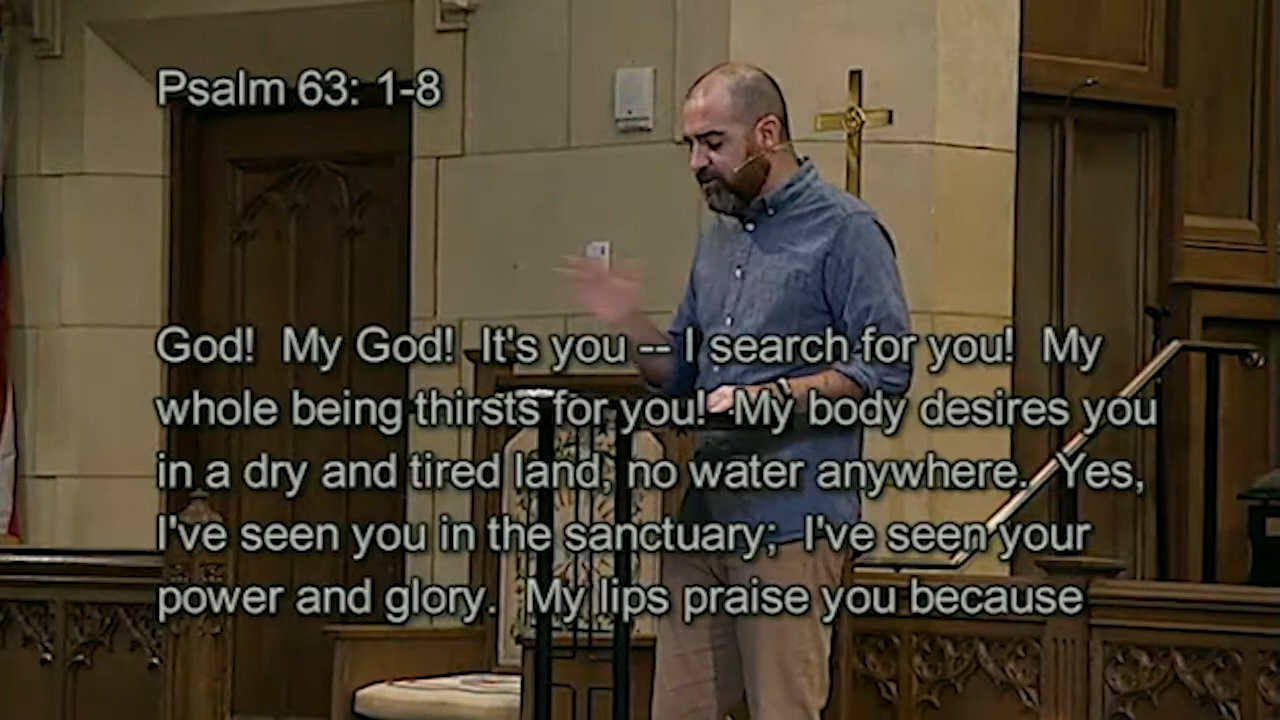 Psalm 63: 1-8
God!  My God!  It's you -- I search for you!  My
whole being thirsts for you!  My body desires you
in a dry and tired land, no water anywhere.  Yes,
I've seen you in the sanctuary;  I've seen your
power and glory.  My lips praise you because